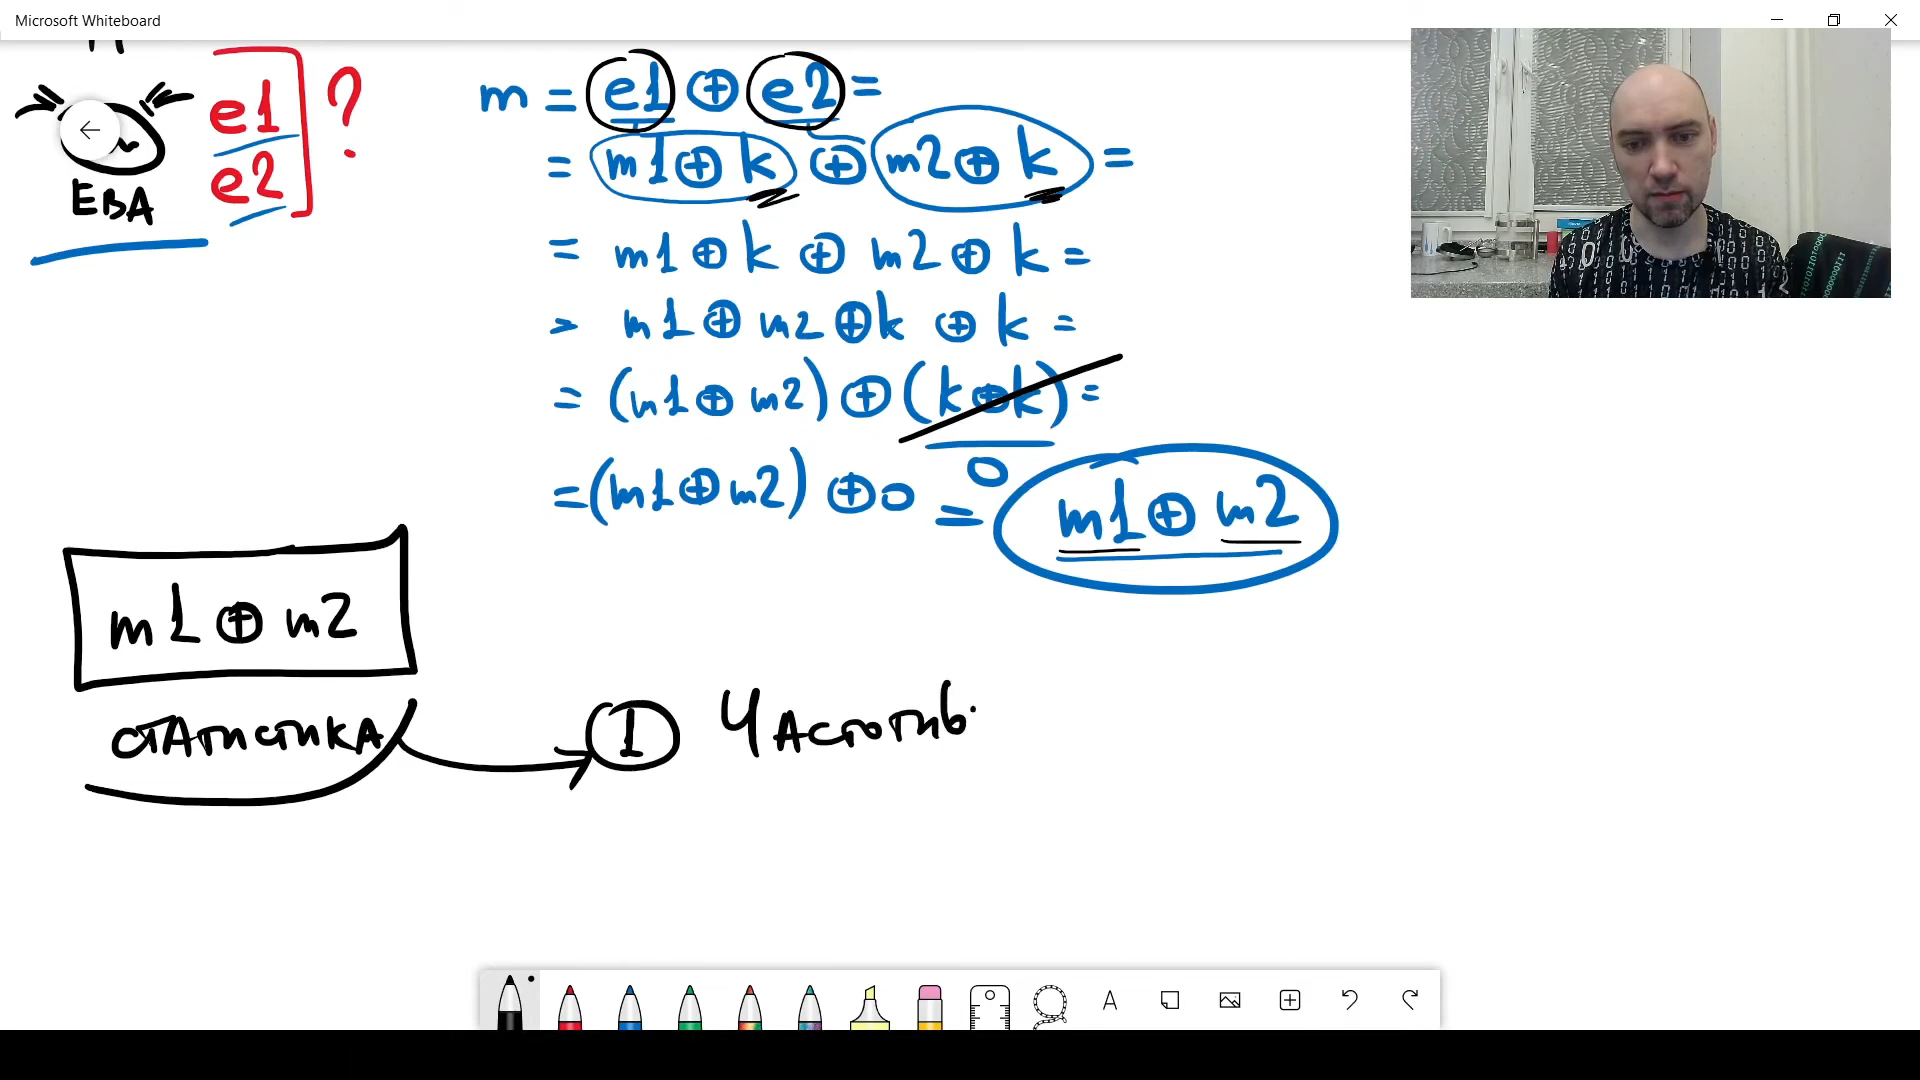 Microsoft Whiteboard
e1 ?
e2
ЕВА
m = e1 ⊕ e2 =
= m1 ⊕ k ⊕ m2 ⊕ k =
= m1 ⊕ k ⊕ m2 ⊕ k =
= m1 ⊕ m2 ⊕ k ⊕ k =
= (m1 ⊕ m2) ⊕ (k ⊕ k) =
0
= (m1 ⊕ m2) ⊕ 0 = m1 ⊕ m2
m1 ⊕ m2
статистика
1 Частотн